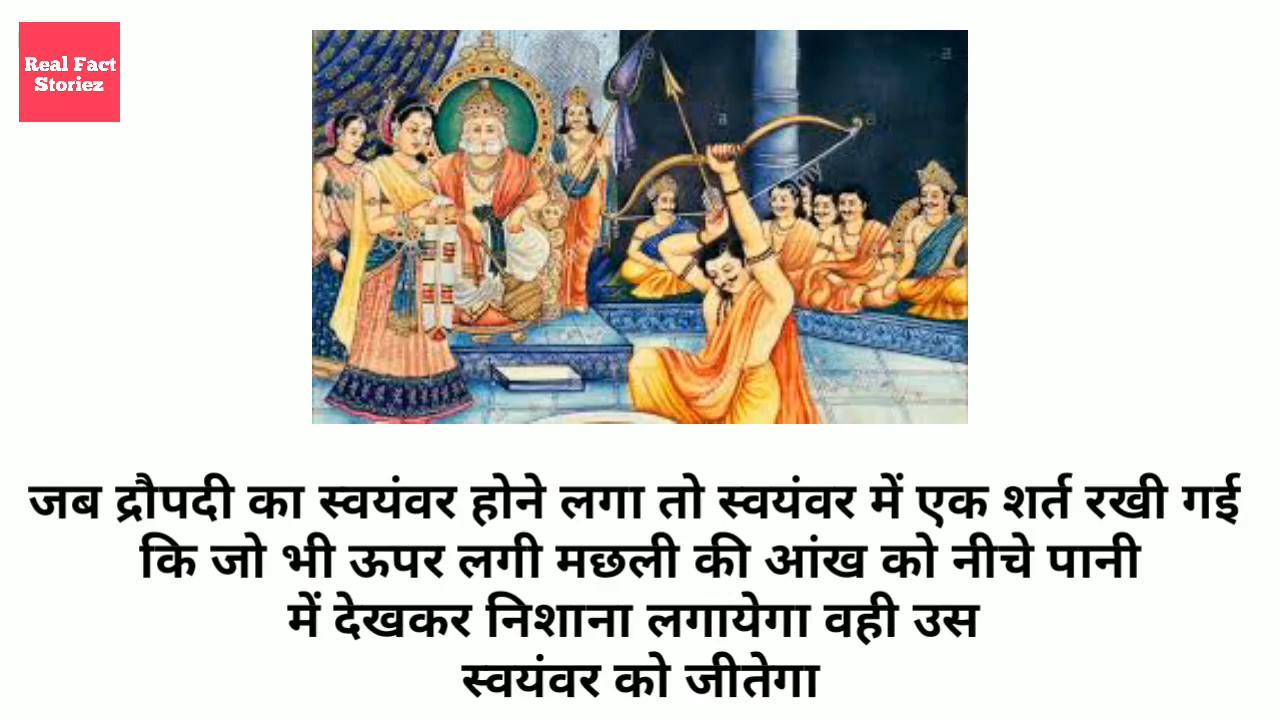 Real Fact
Storiez
जब द्रौपदी का स्वयंवर होने लगा तो स्वयंवर में एक शर्त रखी गई
कि जो भी ऊपर लगी मछली की आंख को नीचे पानी
में देखकर निशाना लगायेगा वही उस
स्वयंवर को जीतेगा